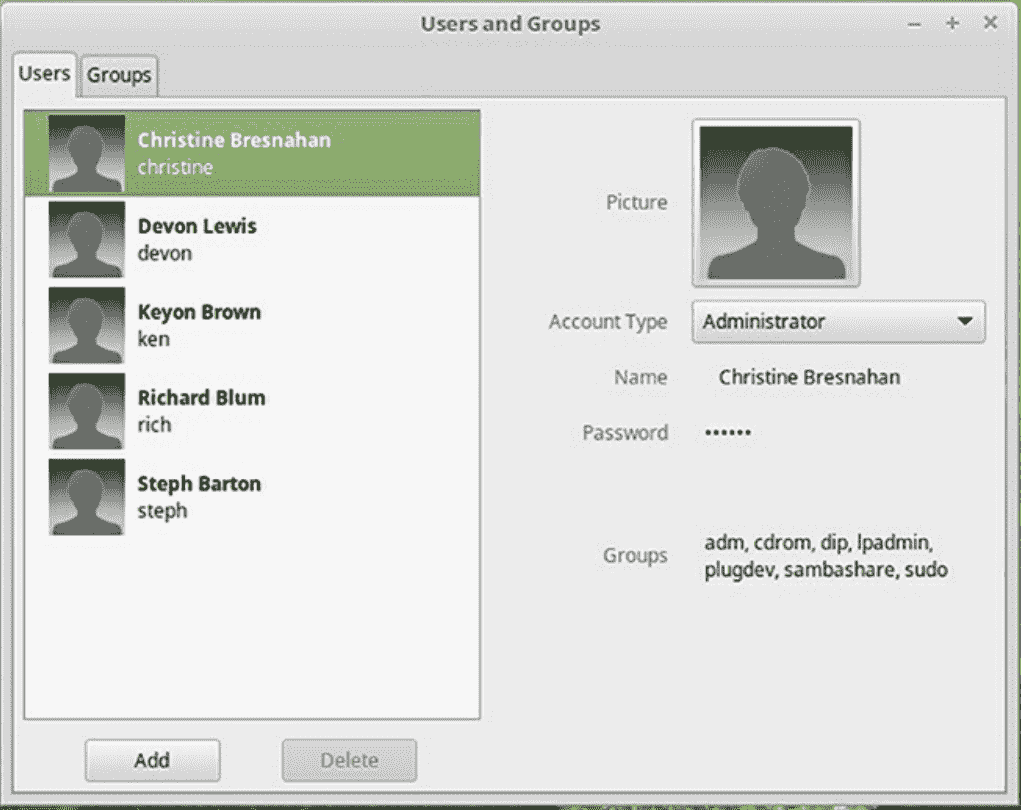 Users and Groups
Users
Groups
Christine Bresnahan
christine
Devon Lewis
devon
Keyon Brown
ken
Richard Blum
rich
Steph Barton
steph
Add
Delete
Picture
Account Type
Administrator
Name
Christine Bresnahan
Password
••••••
Groups
adm, cdrom, dip, lpadmin,
plugdev, sambashare, sudo